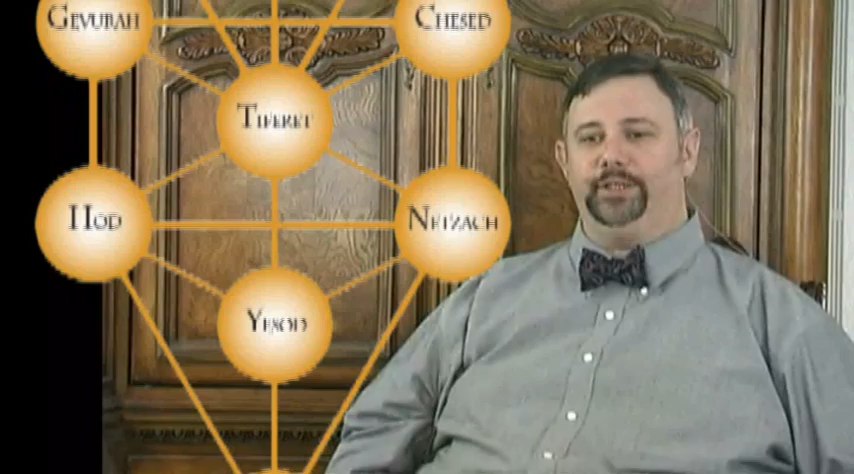 GEVURAH
CHESED
TIFERET
HOD
NETZACH
YESOD